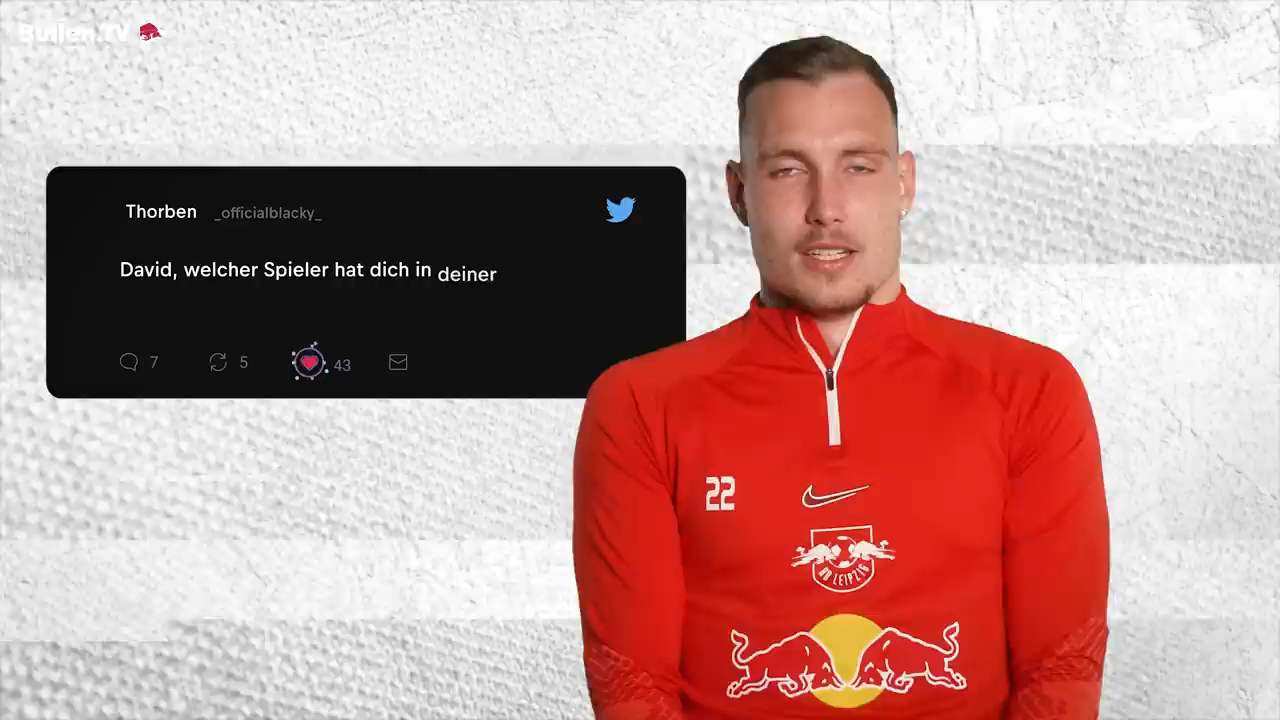 Bullen.TV
Thorben _officialblacky_
David, welcher Spieler hat dich in deiner
7 5 43
22
RB LEIPZIG